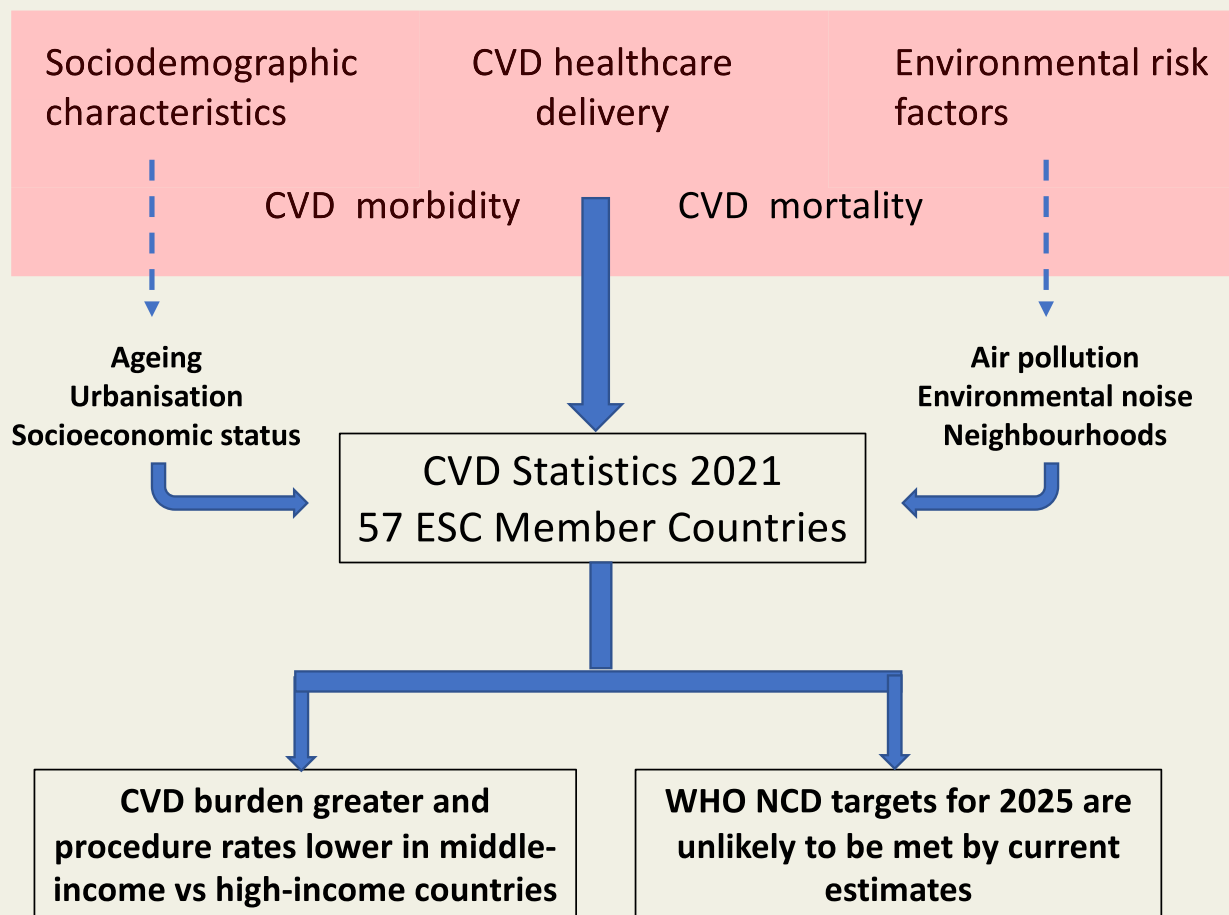 Sociodemographic
characteristics
CVD healthcare
delivery
Environmental risk
factors
CVD morbidity
CVD mortality
Ageing
Urbanisation
Socioeconomic status
Air pollution
Environmental noise
Neighbourhoods
CVD Statistics 2021
57 ESC Member Countries
CVD burden greater and
procedure rates lower in middle-
income vs high-income countries
WHO NCD targets for 2025 are
unlikely to be met by current
estimates